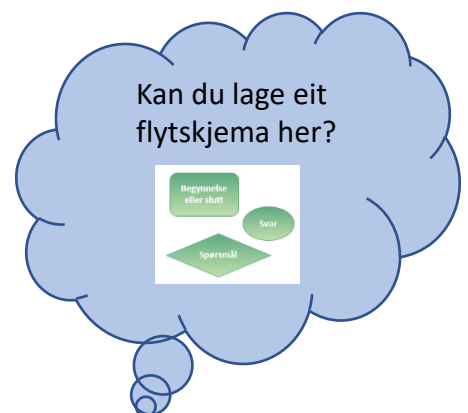 Kan du lage eit
flytskjema her?
Begynnelse
eller slutt
Svar
Spørsmål